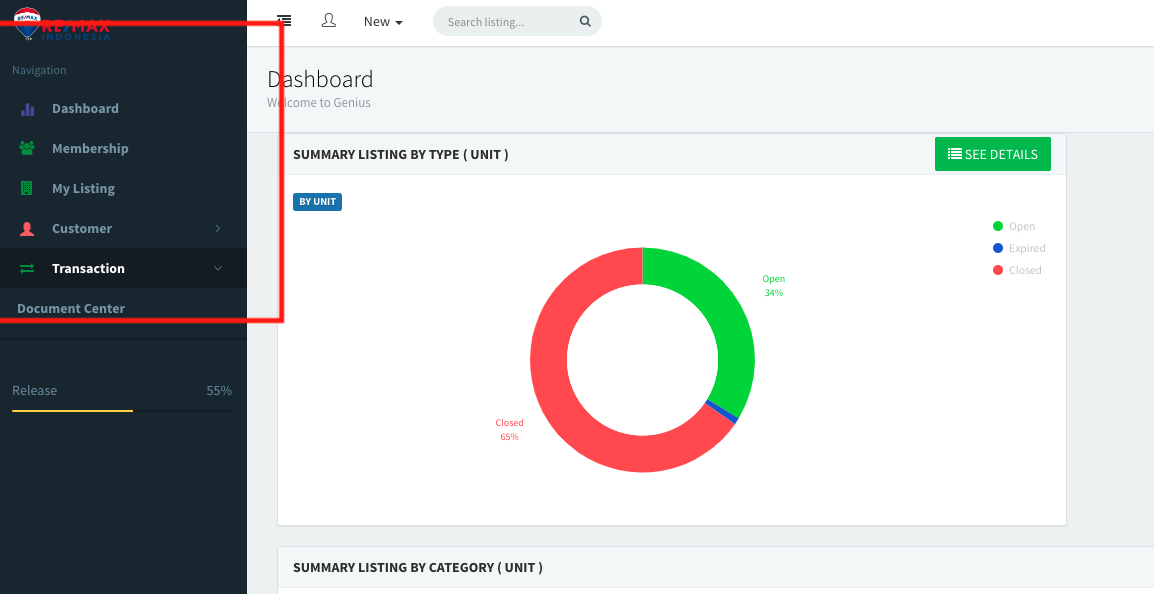 RE/MAX
RE/MAX
INDONESIA
New
Search listing...
Navigation
Dashboard
Membership
My Listing
Customer
Transaction
Document Center
Release 55%
Dashboard
Welcome to Genius
SUMMARY LISTING BY TYPE ( UNIT )
SEE DETAILS
BY UNIT
Open
Expired
Closed
Open
34%
Closed
65%
SUMMARY LISTING BY CATEGORY ( UNIT )